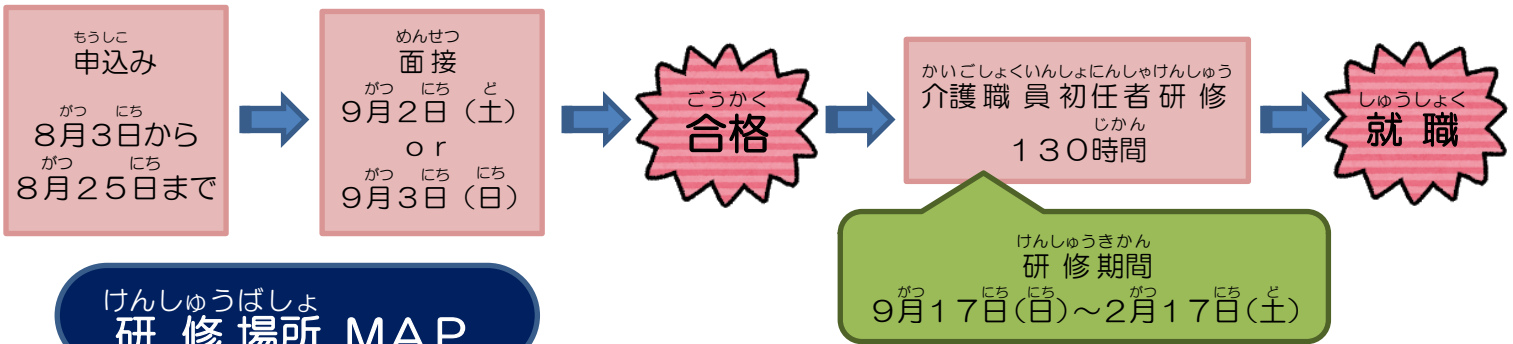 もうしこ
申込み
がつ にち
８月３日から
がつ にち
８月２５日まで
めんせつ
面接
がつ にち ど
９月２日（土）
ｏｒ
がつ にち にち
９月３日（日）
ごうかく
合格
かいごしょくいんしょにんしゃけんしゅう
介護職員初任者研修
じかん
１３０時間
しゅうしょく
就職
けんしゅうきかん
研修期間
がつ にち にち がつ にち ど
９月１７日(日)～２月１７日(土)
けんしゅうばしょ
研修場所 ＭＡＰ